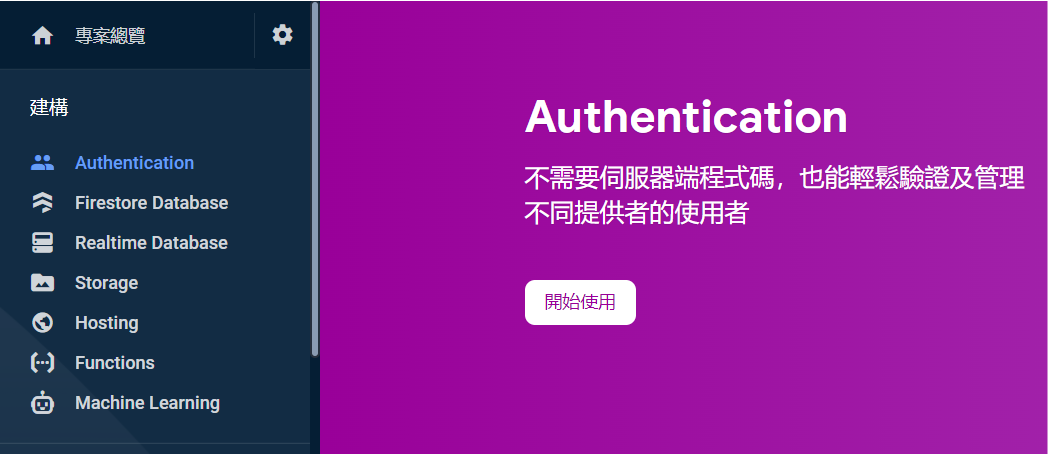 專案總覽
建構
Authentication
Firestore Database
Realtime Database
Storage
Hosting
Functions
Machine Learning
Authentication
不需要伺服器端程式碼，也能輕鬆驗證及管理
不同提供者的使用者
開始使用